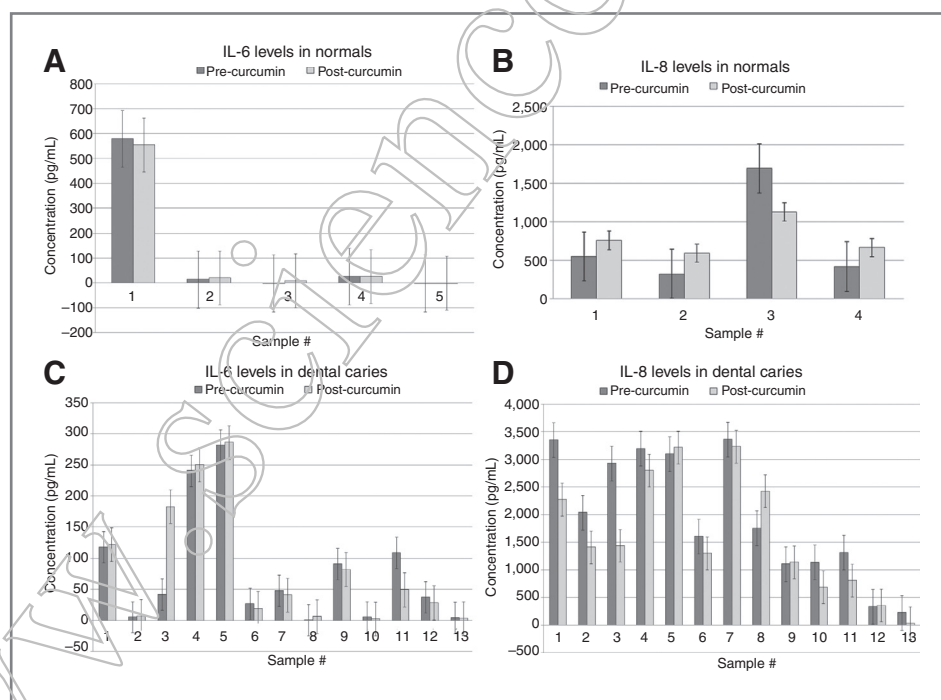 A
IL-6 levels in normals
Pre-curcumin Post-curcumin
Concentration (pg/mL)
800
700
600
500
400
300
200
100
0
−100
−200
1 2 3 4 5
Sample #
B
IL-8 levels in normals
Pre-curcumin Post-curcumin
Concentration (pg/mL)
2,500
2,000
1,500
1,000
500
0
1 2 3 4
Sample #
C
IL-6 levels in dental caries
Pre-curcumin Post-curcumin
Concentration (pg/mL)
350
300
250
200
150
100
50
0
−50
1 2 3 4 5 6 7 8 9 10 11 12 13
Sample #
D
IL-8 levels in dental caries
Pre-curcumin Post-curcumin
Concentration (pg/mL)
4,000
3,500
3,000
2,500
2,000
1,500
1,000
500
0
−500
1 2 3 4 5 6 7 8 9 10 11 12 13
Sample #